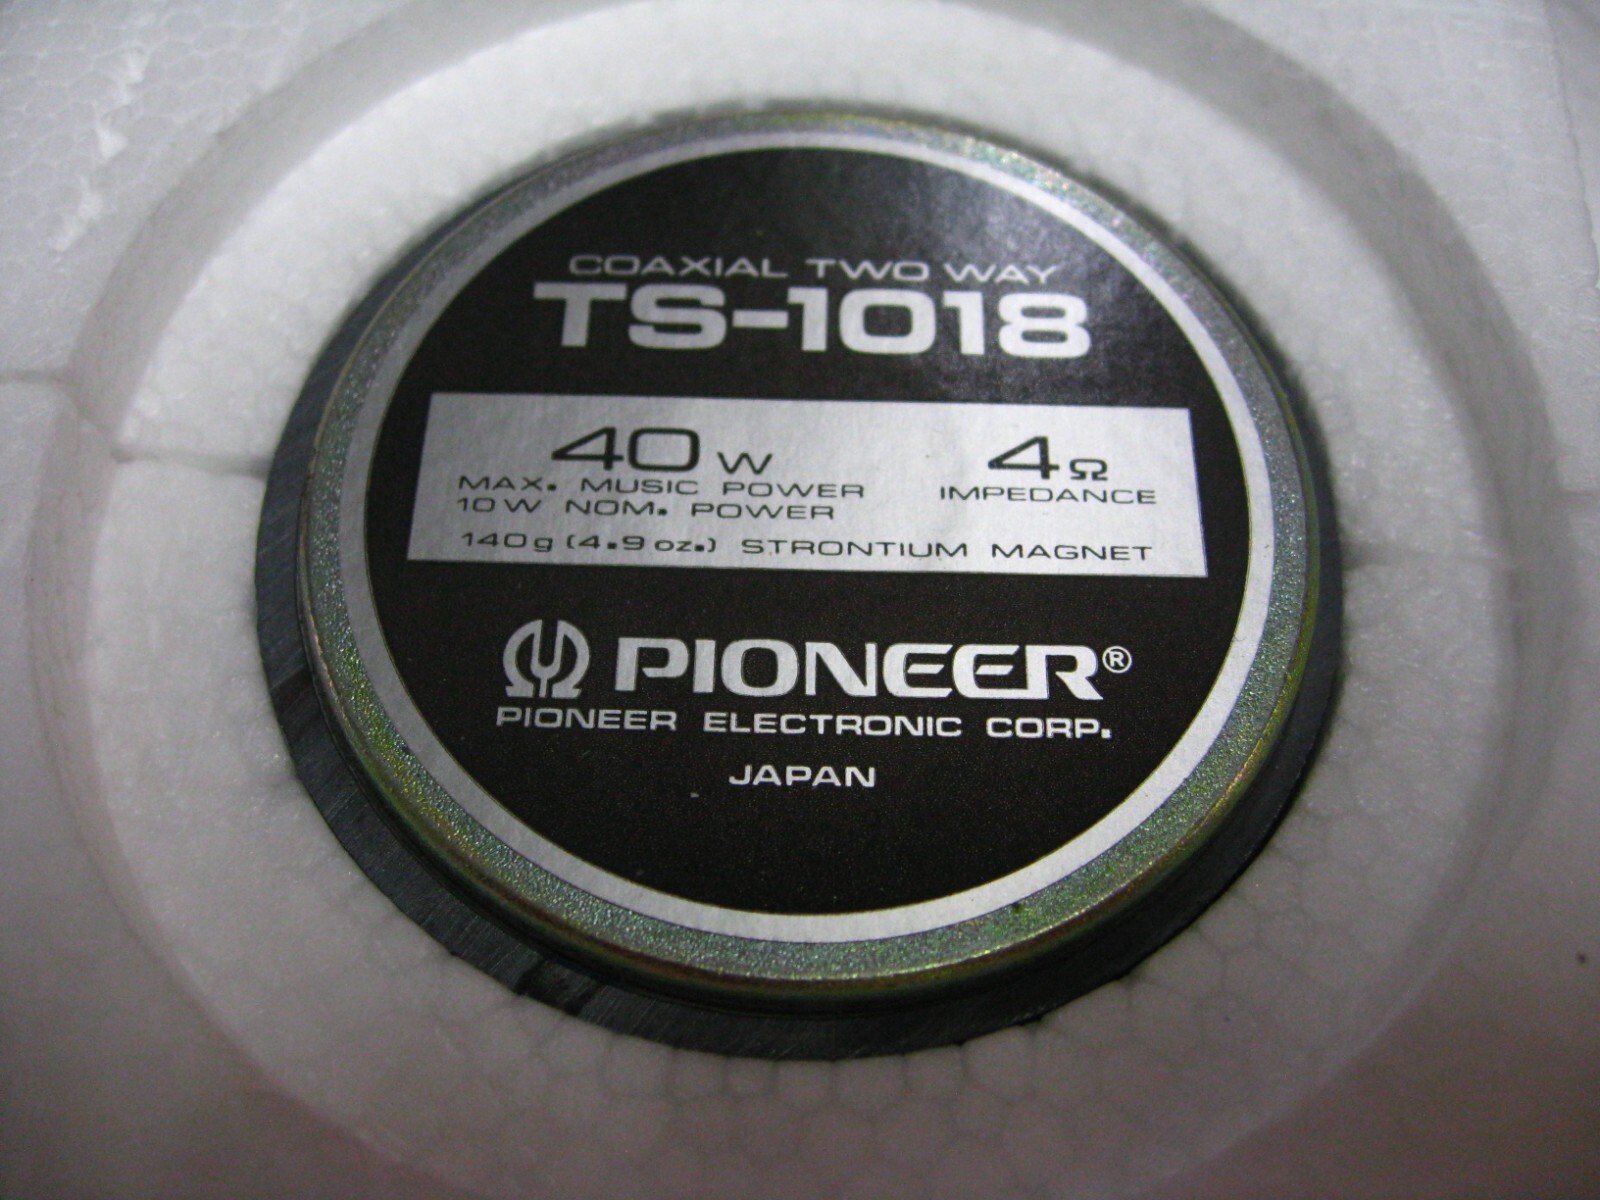 COAXIAL TWO WAY
TS-1018
40 W
MAX. MUSIC POWER
10W NOM. POWER
4Ω
IMPEDANCE
140g (4.9 oz.) STRONTIUM MAGNET
PIONEER®
PIONEER ELECTRONIC CORP.
JAPAN